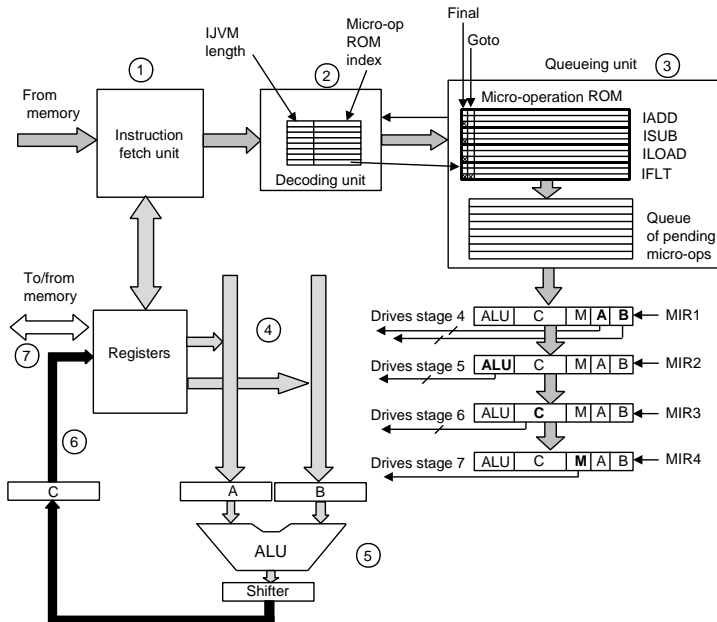 Final
Goto
IJVM
length
Micro-op
ROM
index
1
2
Queueing unit
3
From
memory
Instruction
fetch unit
Decoding unit
Micro-operation ROM
IADD
ISUB
ILOAD
IFLT
Queue
of pending
micro-ops
To/from
memory
7
Registers
4
Drives stage 4
ALU C M A B
MIR1
Drives stage 5
ALU C M A B
MIR2
Drives stage 6
ALU C M A B
MIR3
Drives stage 7
ALU C M A B
MIR4
6
C
A
B
ALU
5
Shifter